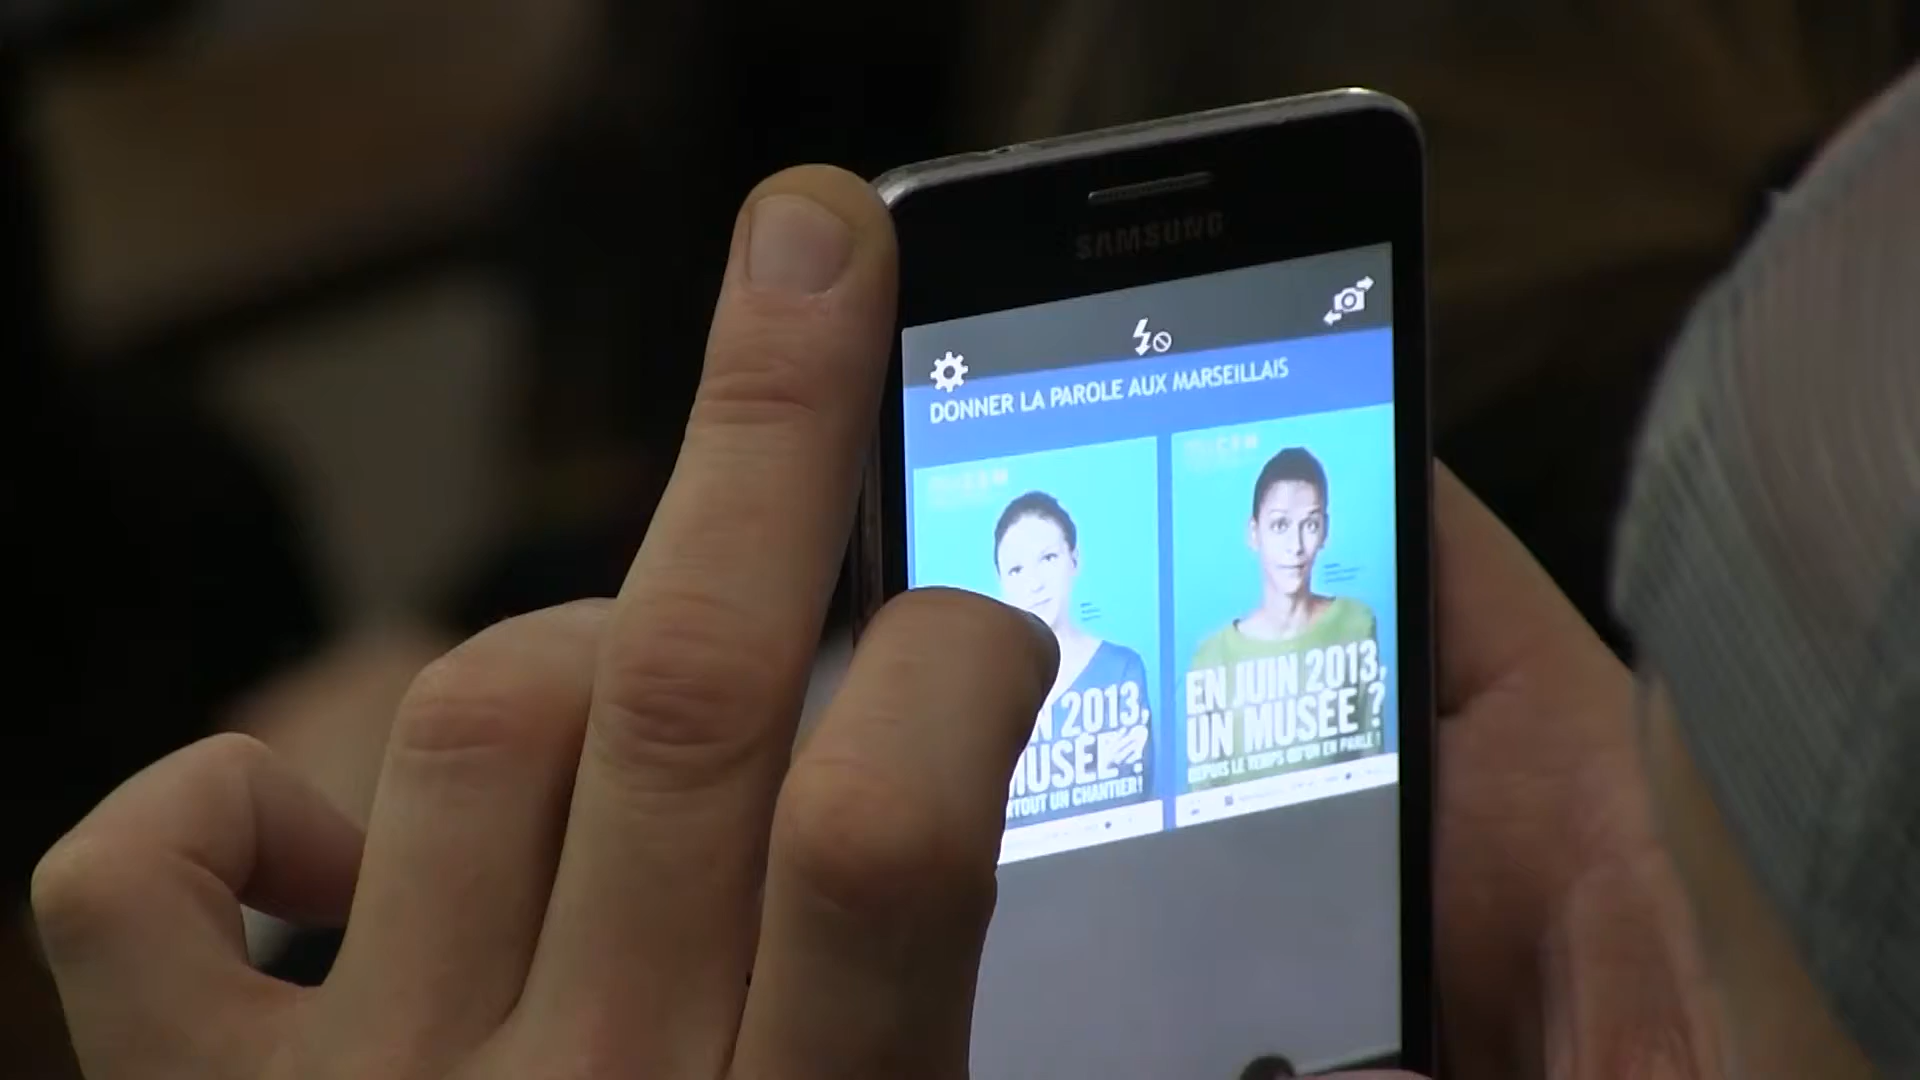 SAMSUNG
DONNER LA PAROLE AUX MARSEILLAIS
N 2013,
MUSÉE ?
RTOUT UN CHANTIER !
EN JUIN 2013,
UN MUSÉE ?
DEPUIS LE TEMPS QU'ON EN PARLE !